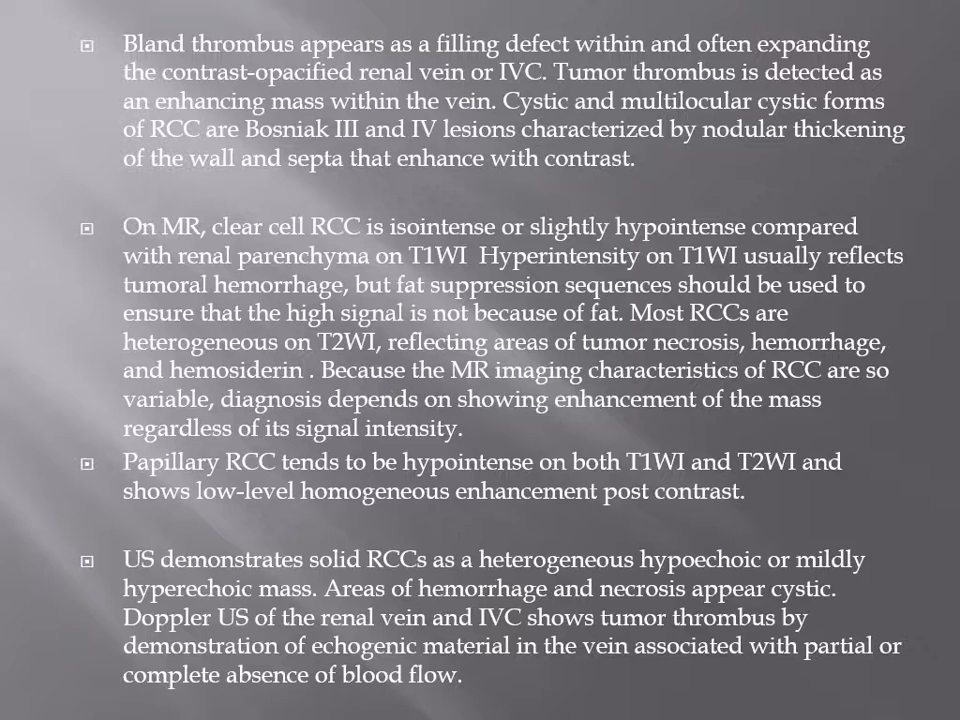 Bland thrombus appears as a filling defect within and often expanding
the contrast-opacified renal vein or IVC. Tumor thrombus is detected as
an enhancing mass within the vein. Cystic and multilocular cystic forms
of RCC are Bosniak III and IV lesions characterized by nodular thickening
of the wall and septa that enhance with contrast.
On MR, clear cell RCC is isointense or slightly hypointense compared
with renal parenchyma on T1WI  Hyperintensity on T1WI usually reflects
tumoral hemorrhage, but fat suppression sequences should be used to
ensure that the high signal is not because of fat. Most RCCs are
heterogeneous on T2WI, reflecting areas of tumor necrosis, hemorrhage,
and hemosiderin . Because the MR imaging characteristics of RCC are so
variable, diagnosis depends on showing enhancement of the mass
regardless of its signal intensity.
Papillary RCC tends to be hypointense on both T1WI and T2WI and
shows low-level homogeneous enhancement post contrast.
US demonstrates solid RCCs as a heterogeneous hypoechoic or mildly
hyperechoic mass. Areas of hemorrhage and necrosis appear cystic.
Doppler US of the renal vein and IVC shows tumor thrombus by
demonstration of echogenic material in the vein associated with partial or
complete absence of blood flow.